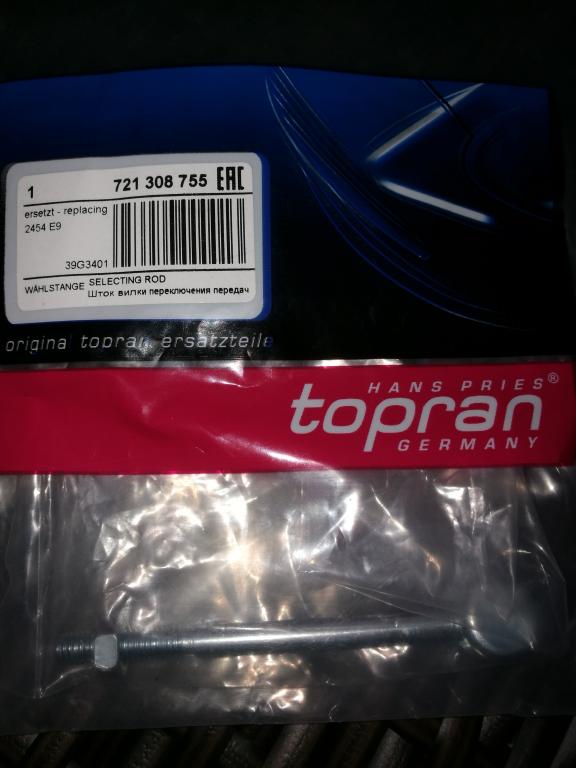 1 721 308 755 EAC
ersetzt - replacing
2454 E9
39G3401
WÄHLSTANGE SELECTING ROD
Шток вилки переключения передач
original topran ersatzteile
HANS PRIES®
topran
GERMANY